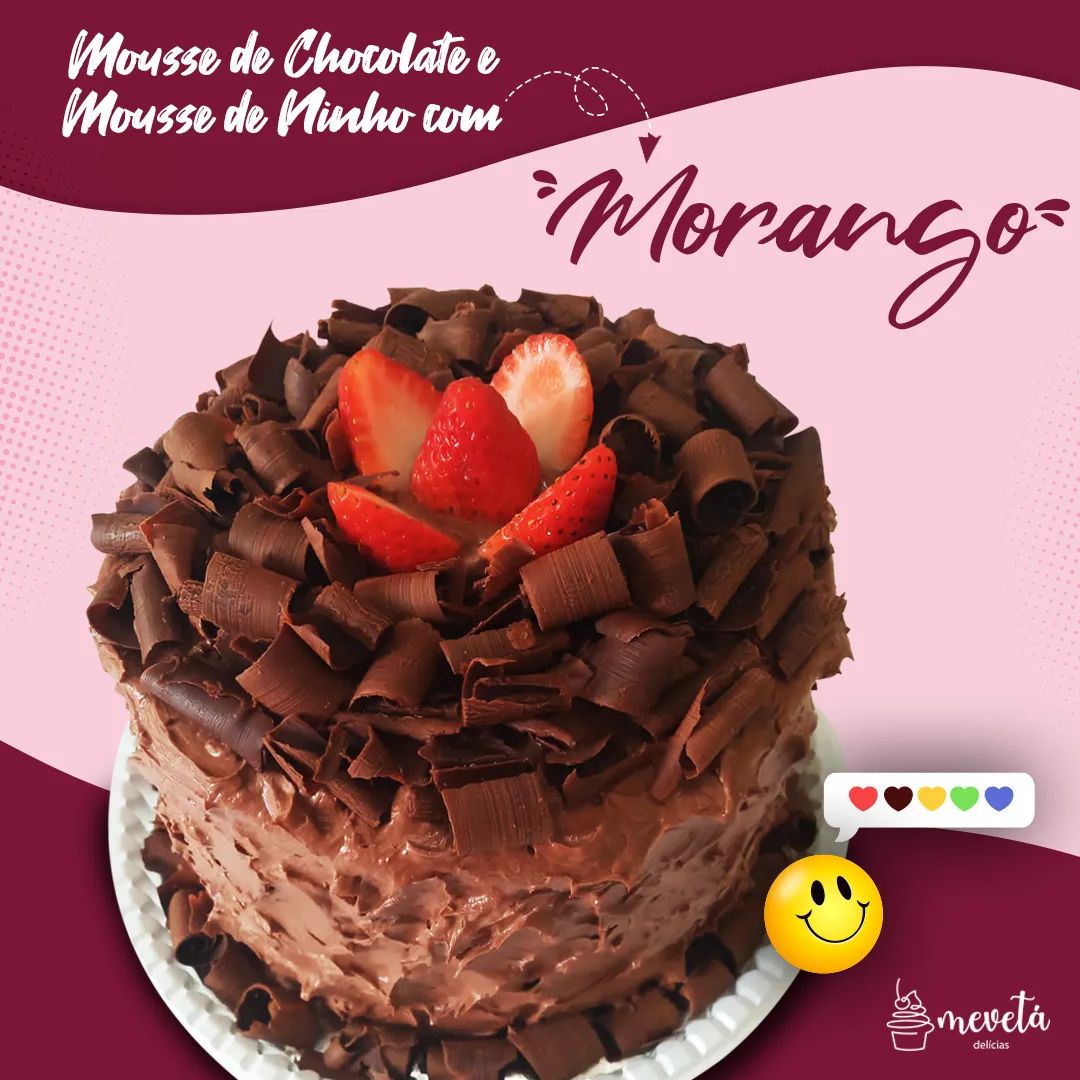 Mousse de Chocolate e
Mousse de Ninho com
Morango
mevetá
delícias